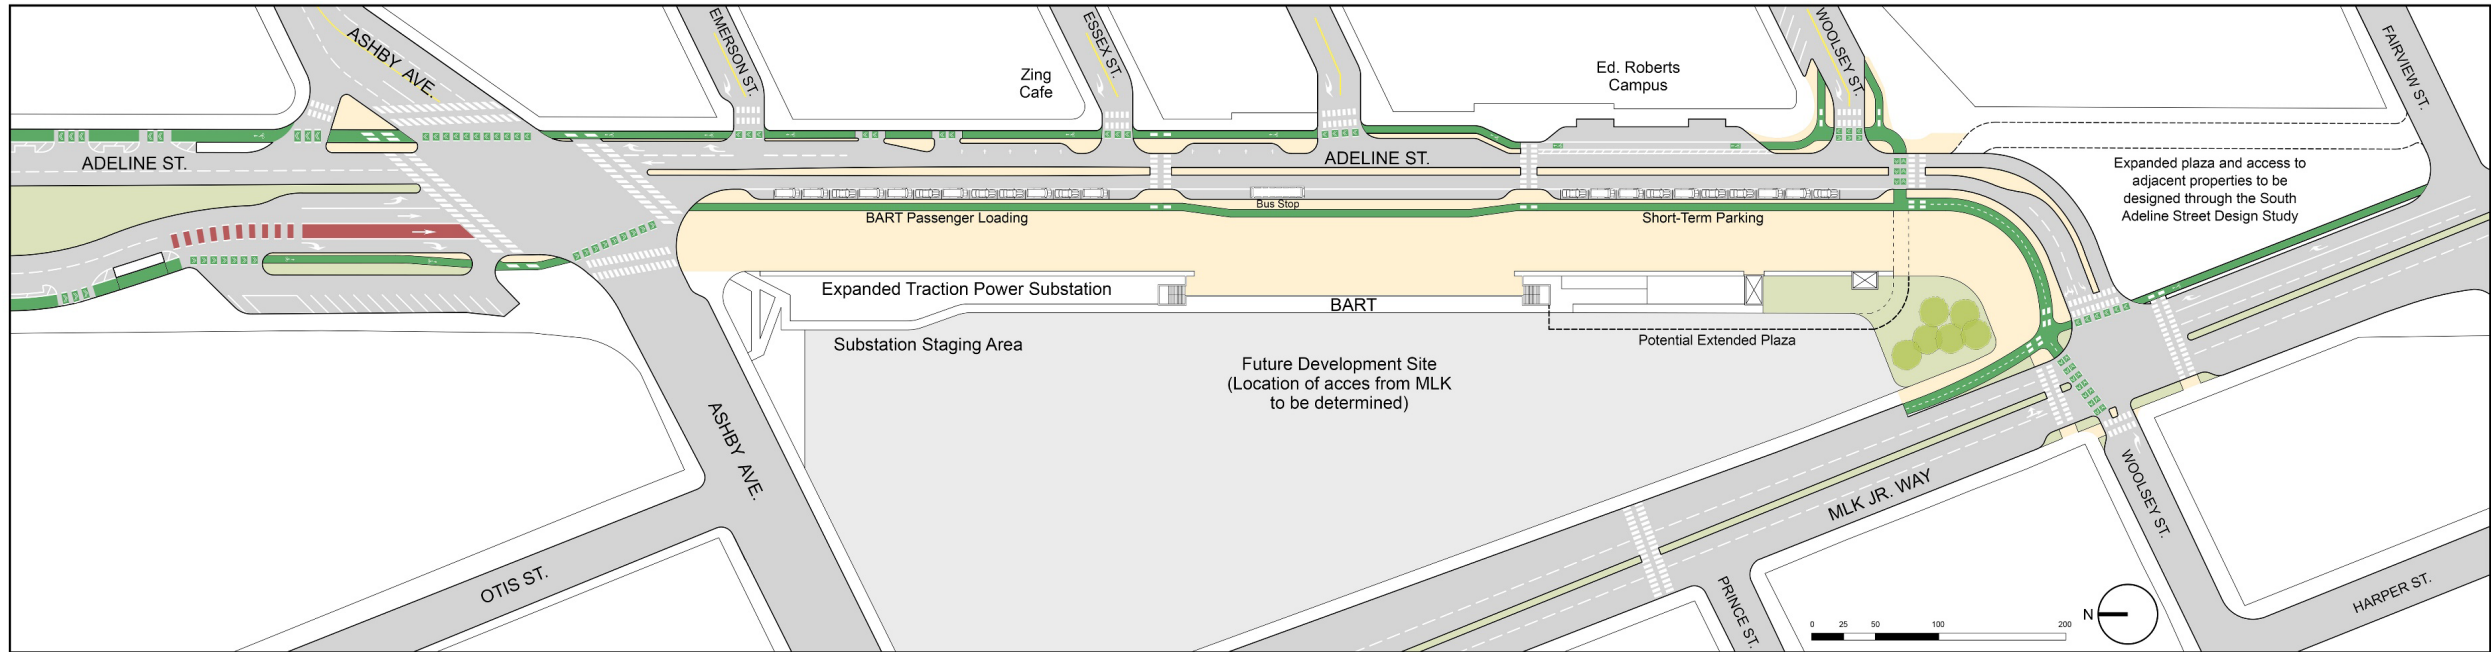 ASHBY AVE.
EMERSON ST.
ESSEX ST.
WOOLSEY ST.
FAIRVIEW ST.
Zing
Cafe
Ed. Roberts
Campus
ADELINE ST.
ADELINE ST.
Expanded plaza and access to
adjacent properties to be
designed through the South
Adeline Street Design Study
Bus Stop
BART Passenger Loading
Short-Term Parking
Expanded Traction Power Substation
BART
Substation Staging Area
Potential Extended Plaza
Future Development Site
(Location of acces from MLK
to be determined)
ASHBY AVE.
MLK JR. WAY
WOOLSEY ST.
OTIS ST.
PRINCE ST.
HARPER ST.
N
0 25 50 100 200